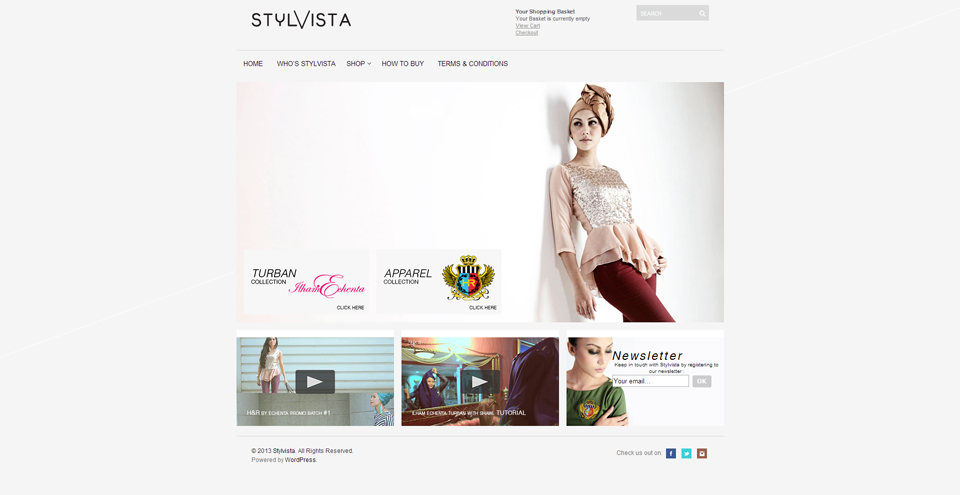 STYLVISTA
Your Shopping Basket
Your Basket is currently empty
View Cart
Checkout
SEARCH
HOME
WHO'S STYLVISTA
SHOP
HOW TO BUY
TERMS & CONDITIONS
TURBAN
COLLECTION
Ilham Echenta
CLICK HERE
APPAREL
COLLECTION
H&R
CLICK HERE
H&R BY ECHENTA PROMO BATCH #1
ILHAM ECHENTA TURBAN WITH SHAWL TUTORIAL
Newsletter
Keep in touch with Stylvista by registering to
our newsletter
Your email...
OK
© 2013 Stylvista. All Rights Reserved.
Powered by WordPress.
Check us out on: